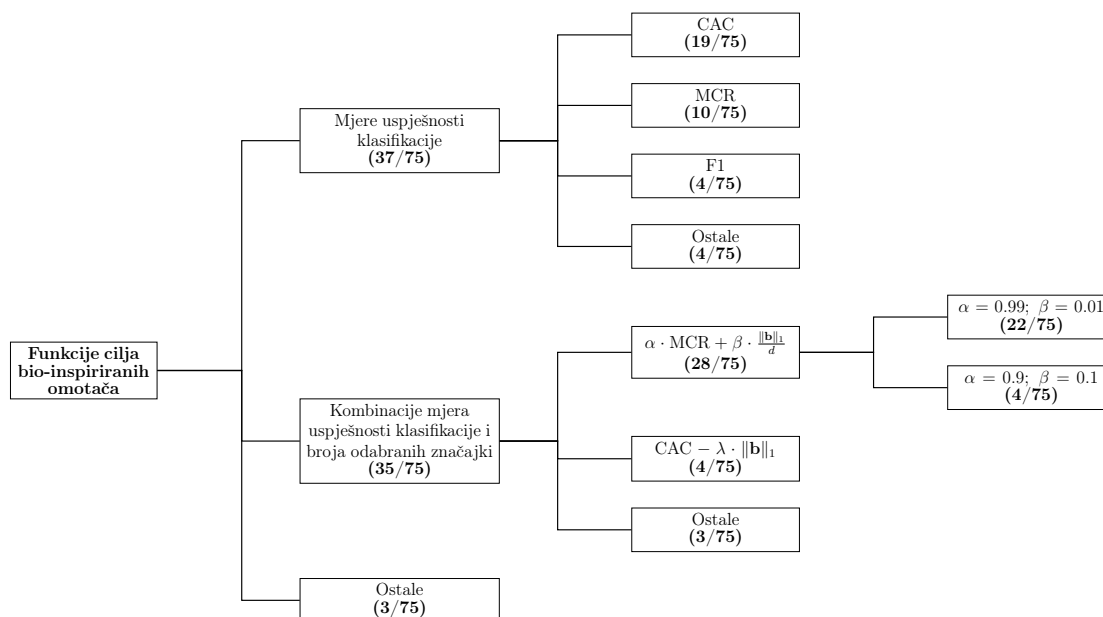 Funkcije cilja
bio-inspiriranih
omotača
Mjere uspješnosti
klasifikacije
(37/75)
CAC
(19/75)
MCR
(10/75)
F1
(4/75)
Ostale
(4/75)
Kombinacije mjera
uspješnosti klasifikacije i
broja odabranih značajki
(35/75)
α · MCR + β · ‖b‖₁/d
(28/75)
α = 0.99; β = 0.01
(22/75)
α = 0.9; β = 0.1
(4/75)
CAC − λ · ‖b‖₁
(4/75)
Ostale
(3/75)
Ostale
(3/75)